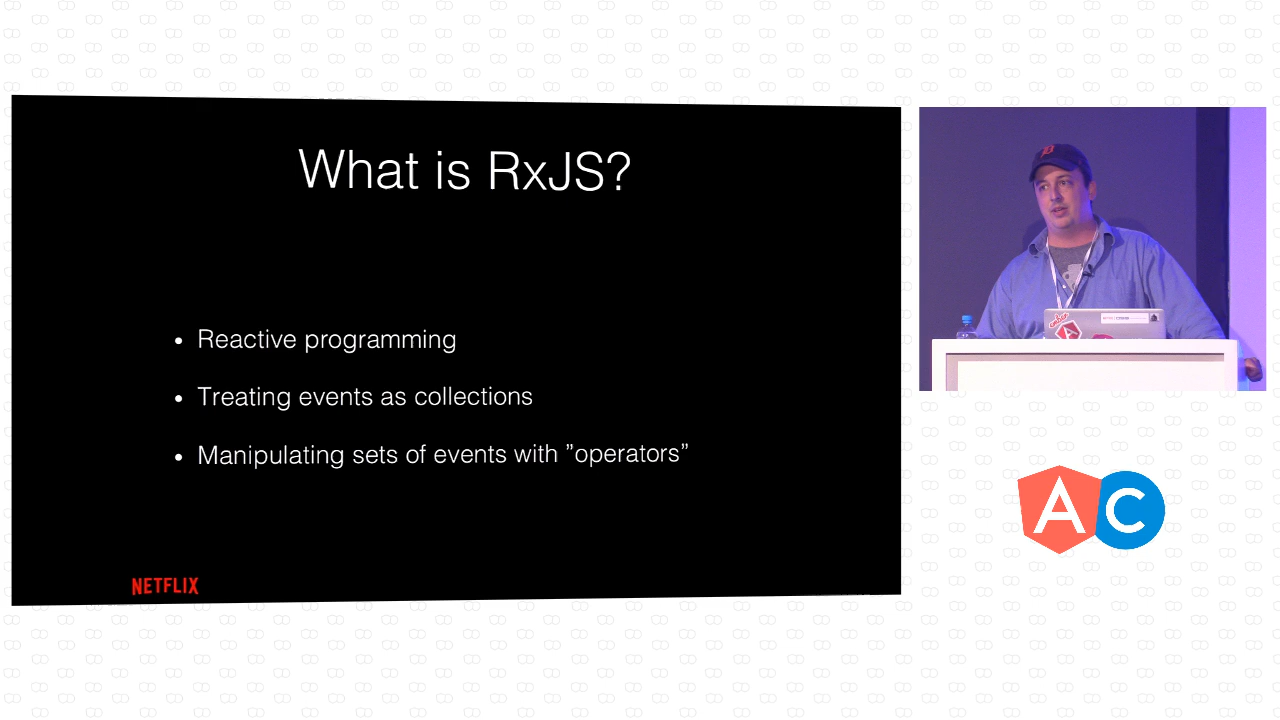 What is RxJS?
• Reactive programming
• Treating events as collections
• Manipulating sets of events with ”operators”
NETFLIX
A C